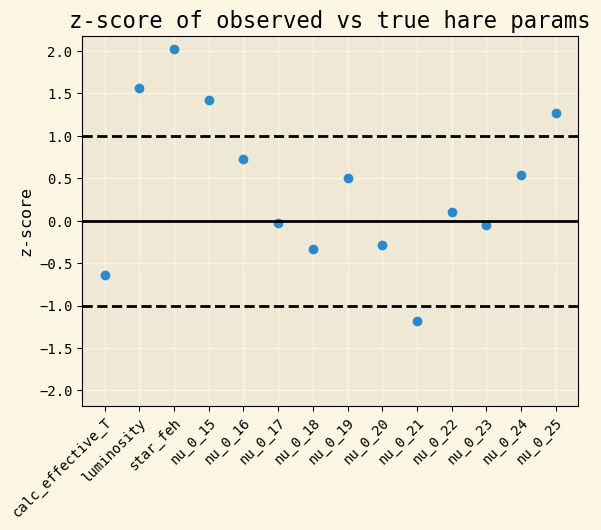 z-score of observed vs true hare params
z-score
2.0
1.5
1.0
0.5
0.0
−0.5
−1.0
−1.5
−2.0
calc_effective_T
luminosity
star_feh
nu_0_15
nu_0_16
nu_0_17
nu_0_18
nu_0_19
nu_0_20
nu_0_21
nu_0_22
nu_0_23
nu_0_24
nu_0_25